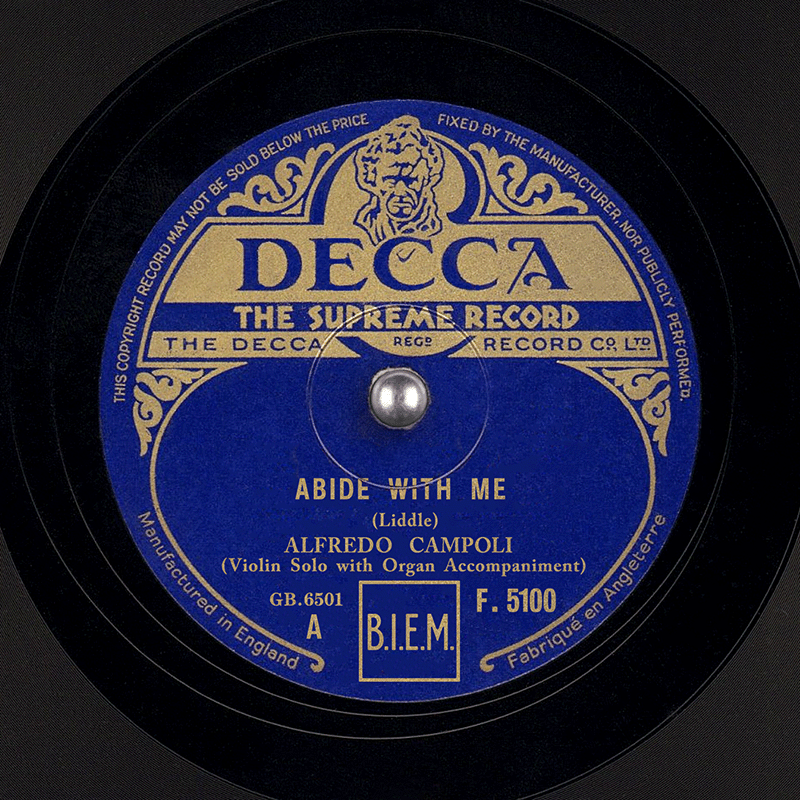 THIS COPYRIGHT RECORD MAY NOT BE SOLD BELOW THE PRICE FIXED BY THE MANUFACTURER, NOR PUBLICLY PERFORMED.
DECCA
THE SUPREME RECORD
THE DECCA REGD RECORD CO. LTD
ABIDE WITH ME
(Liddle)
ALFREDO CAMPOLI
(Violin Solo with Organ Accompaniment)
GB.6501
A
B.I.E.M.
F. 5100
Manufactured in England
Fabriqué en Angleterre